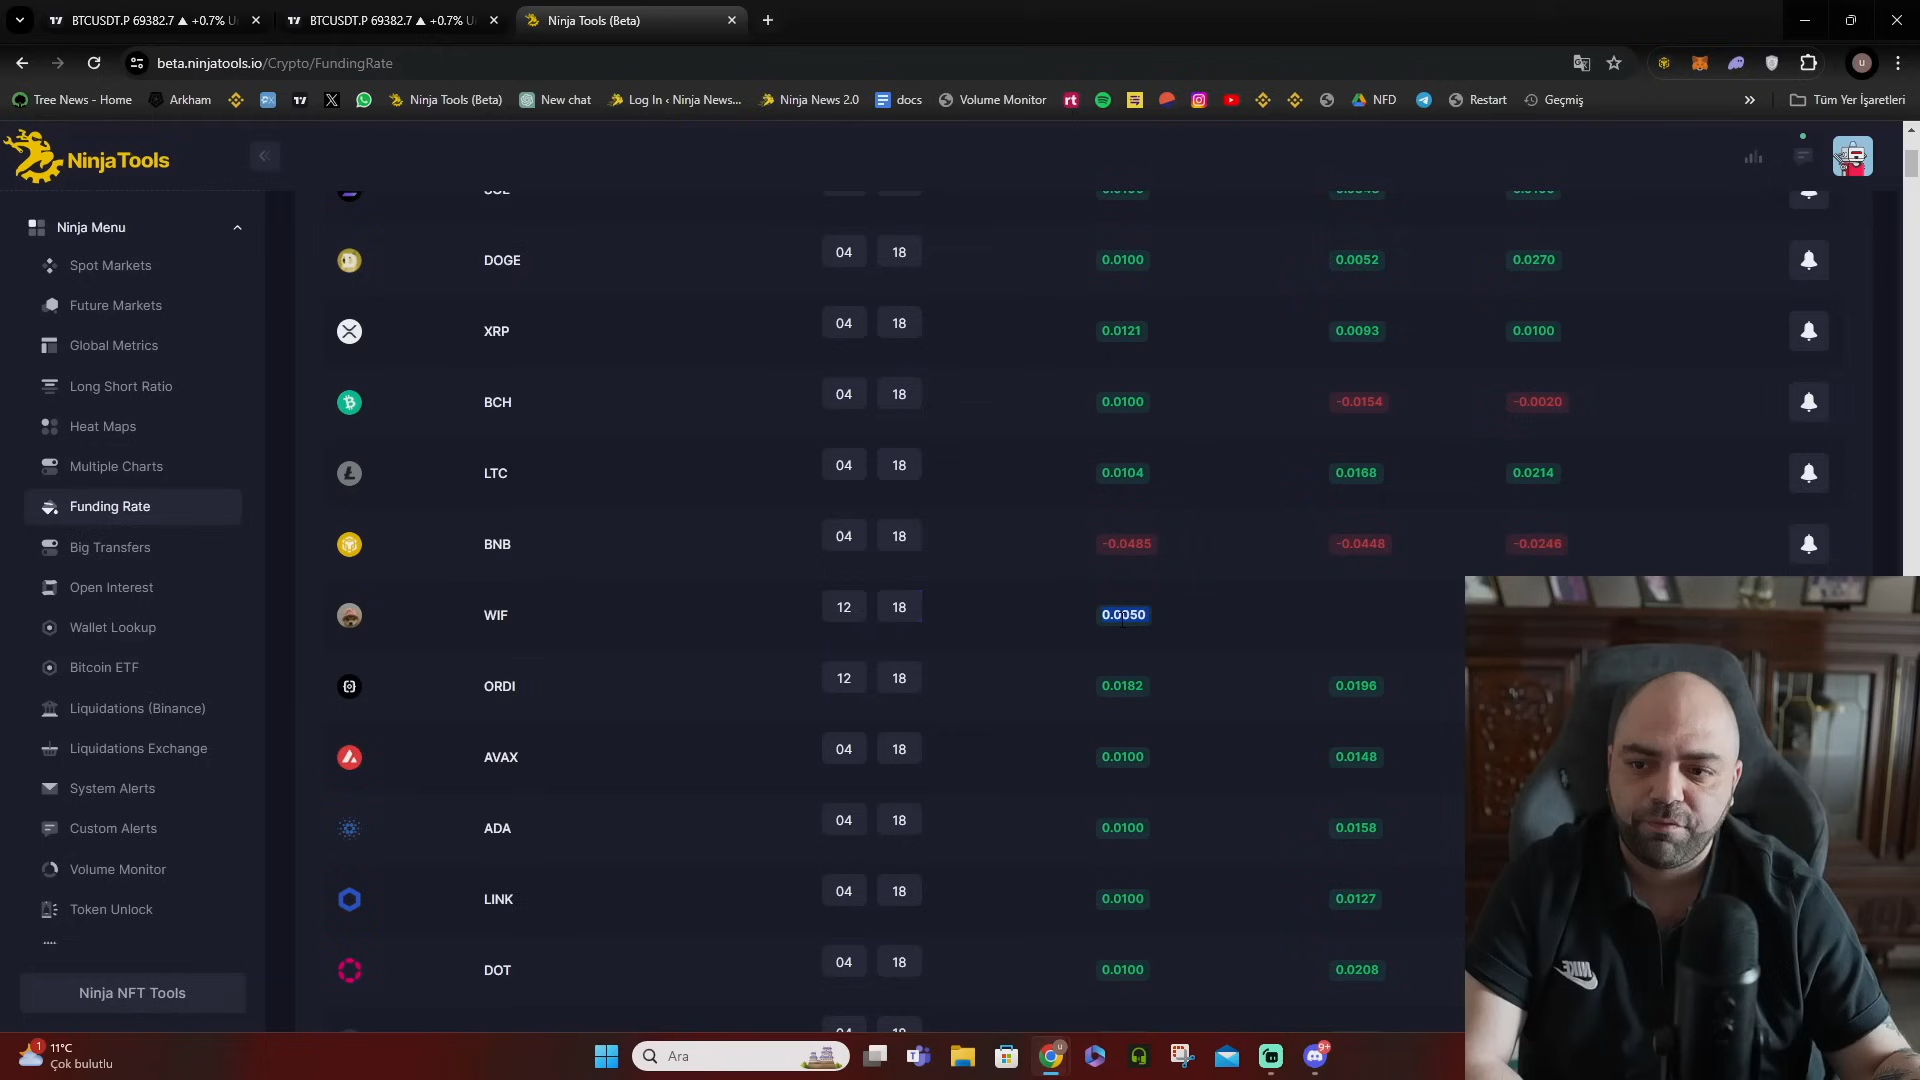 BTCUSDT.P 69382.7 ▲ +0.7% U
BTCUSDT.P 69382.7 ▲ +0.7% U
Ninja Tools (Beta)
beta.ninjatools.io/Crypto/FundingRate
u
Tree News - Home
Arkham
Ninja Tools (Beta)
New chat
Log In ‹ Ninja News...
Ninja News 2.0
docs
Volume Monitor
rt
NFD
Restart
Geçmiş
Tüm Yer İşaretleri
NinjaTools
Ninja Menu
Spot Markets
Future Markets
Global Metrics
Long Short Ratio
Heat Maps
Multiple Charts
Funding Rate
Big Transfers
Open Interest
Wallet Lookup
Bitcoin ETF
Liquidations (Binance)
Liquidations Exchange
System Alerts
Custom Alerts
Volume Monitor
Token Unlock
....
Ninja NFT Tools
DOGE 04 18 0.0100 0.0052 0.0270
XRP 04 18 0.0121 0.0093 0.0100
BCH 04 18 0.0100 -0.0154 -0.0020
LTC 04 18 0.0104 0.0168 0.0214
BNB 04 18 -0.0485 -0.0448 -0.0246
WIF 12 18 0.0050
ORDI 12 18 0.0182 0.0196
AVAX 04 18 0.0100 0.0148
ADA 04 18 0.0100 0.0158
LINK 04 18 0.0100 0.0127
DOT 04 18 0.0100 0.0208
1
11°C
Çok bulutlu
Ara
9+